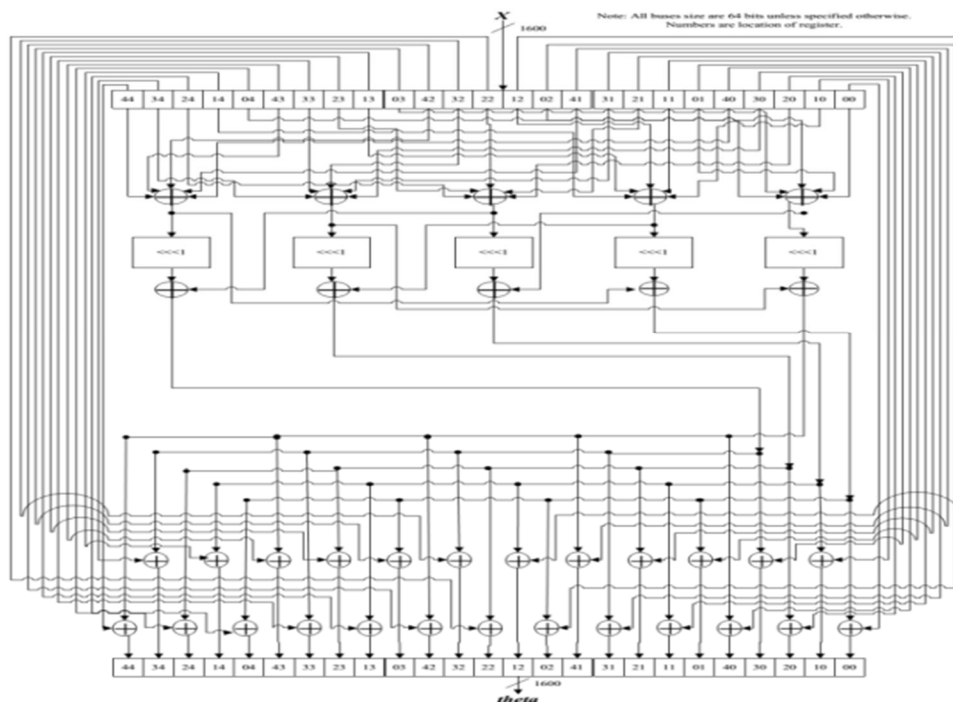 X
Note: All buses size are 64 bits unless specified otherwise.
Numbers are location of register.
1600
44 34 24 14 04 43 33 23 13 03 42 32 22 12 02 41 31 21 11 01 40 30 20 10 00
<<<1 <<<1 <<<1 <<<1 <<<1
44 34 24 14 04 43 33 23 13 03 42 32 22 12 02 41 31 21 11 01 40 30 20 10 00
1600
theta